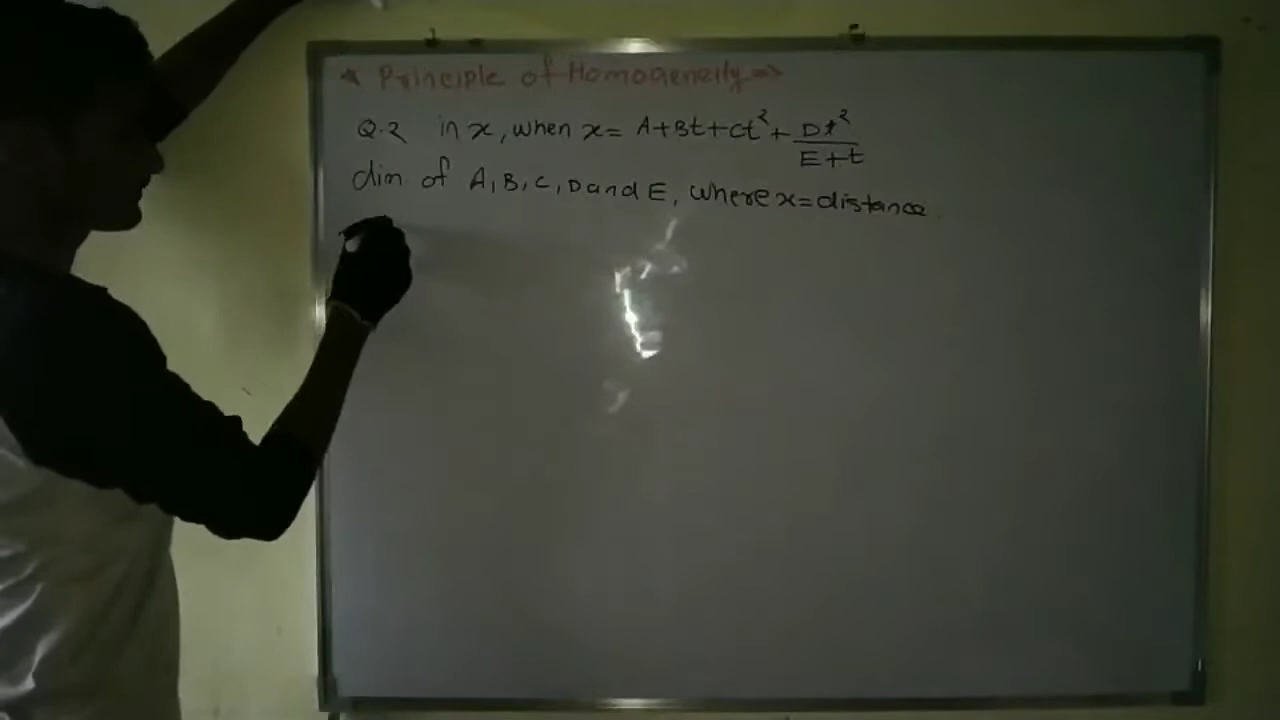 * Principle of Homogeneity =>
Q.2 in x, when x = A+Bt+ct²+ Dt²/E+t
dim of A, B, C, D and E, where x = distance.